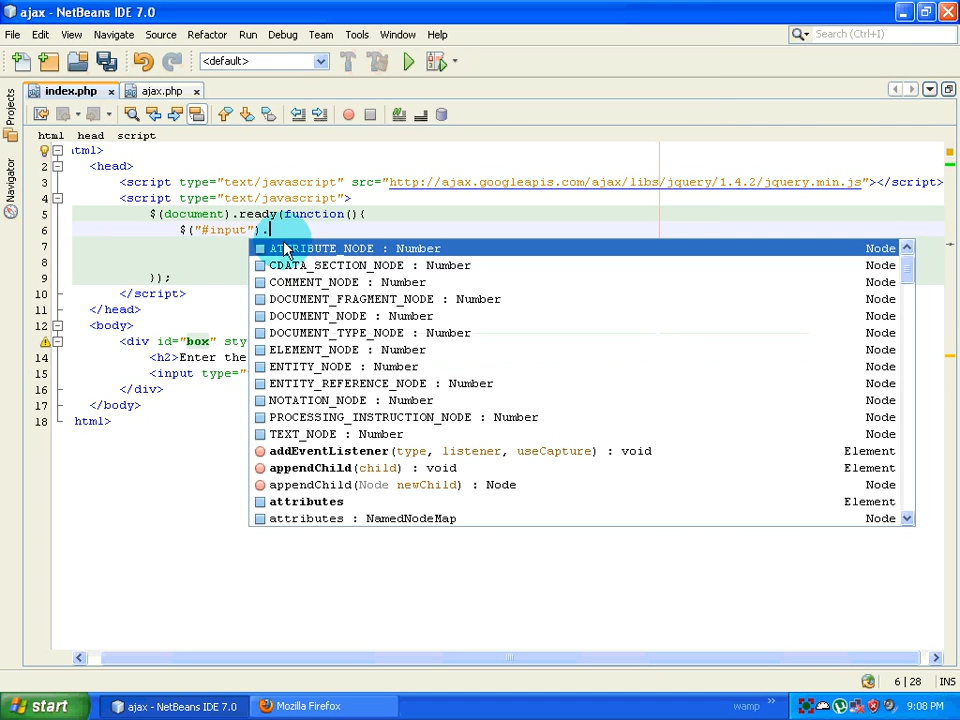 ajax - NetBeans IDE 7.0
File Edit View Navigate Source Refactor Run Debug Team Tools Window Help
Search (Ctrl+I)
<default>
index.php ajax.php
Projects
Navigator
html head script
tml>
2 <head>
3 <script type="text/javascript" src="http://ajax.googleapis.com/ajax/libs/jquery/1.4.2/jquery.min.js"></script>
4 <script type="text/javascript">
5 $(document).ready(function(){
6 $("#input").
7
8
9 });
10 </script>
11 </head>
12 <body>
<div id="box" sty
14 <h2>Enter the
15 <input type="
16 </div>
17 </body>
18 html>
ATTRIBUTE_NODE : Number Node
CDATA_SECTION_NODE : Number Node
COMMENT_NODE : Number Node
DOCUMENT_FRAGMENT_NODE : Number Node
DOCUMENT_NODE : Number Node
DOCUMENT_TYPE_NODE : Number Node
ELEMENT_NODE : Number Node
ENTITY_NODE : Number Node
ENTITY_REFERENCE_NODE : Number Node
NOTATION_NODE : Number Node
PROCESSING_INSTRUCTION_NODE : Number Node
TEXT_NODE : Number Node
addEventListener(type, listener, useCapture) : void Element
appendChild(child) : void Element
appendChild(Node newChild) : Node Node
attributes Element
attributes : NamedNodeMap Node
6 | 28 INS
start ajax - NetBeans IDE 7.0 Mozilla Firefox wamp » 9:08 PM